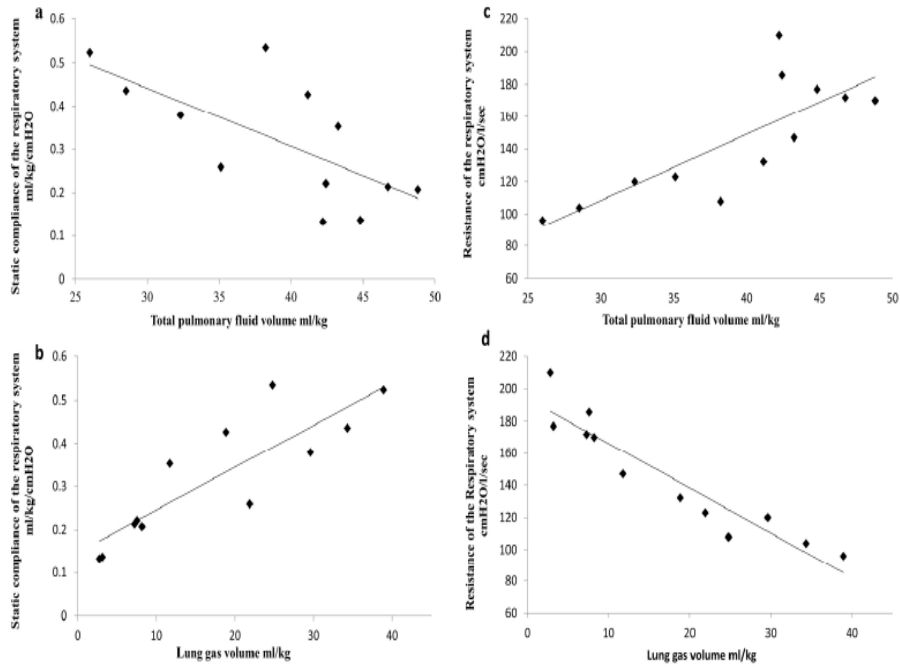 a
Static compliance of the respiratory system
ml/kg/cmH2O
0.6
0.5
0.4
0.3
0.2
0.1
0
25 30 35 40 45 50
Total pulmonary fluid volume ml/kg
c
Resistance of the respiratory system
cmH2O/l/sec
220
200
180
160
140
120
100
80
60
25 30 35 40 45 50
Total pulmonary fluid volume ml/kg
b
Static compliance of the respiratory system
ml/kg/cmH2O
0.6
0.5
0.4
0.3
0.2
0.1
0
0 10 20 30 40
Lung gas volume ml/kg
d
Resistance of the Respiratory system
cmH2O/l/sec
220
200
180
160
140
120
100
80
60
0 10 20 30 40
Lung gas volume ml/kg